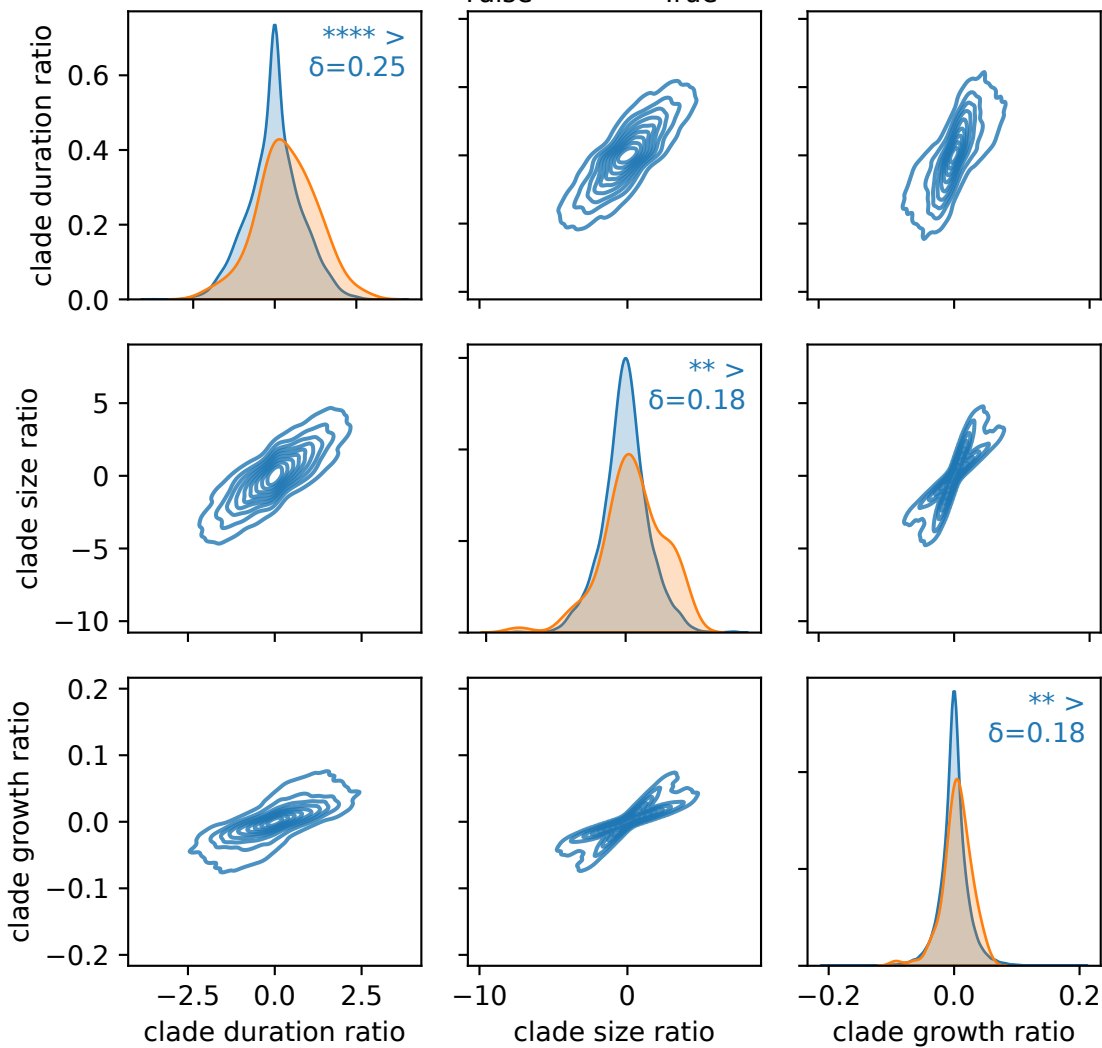 clade duration ratio
0.6
0.4
0.2
0.0
**** >
δ=0.25
clade size ratio
5
0
−5
−10
** >
δ=0.18
clade growth ratio
0.2
0.1
0.0
−0.1
−0.2
** >
δ=0.18
−2.5
0.0
2.5
−10
0
−0.2
0.0
0.2
clade duration ratio
clade size ratio
clade growth ratio